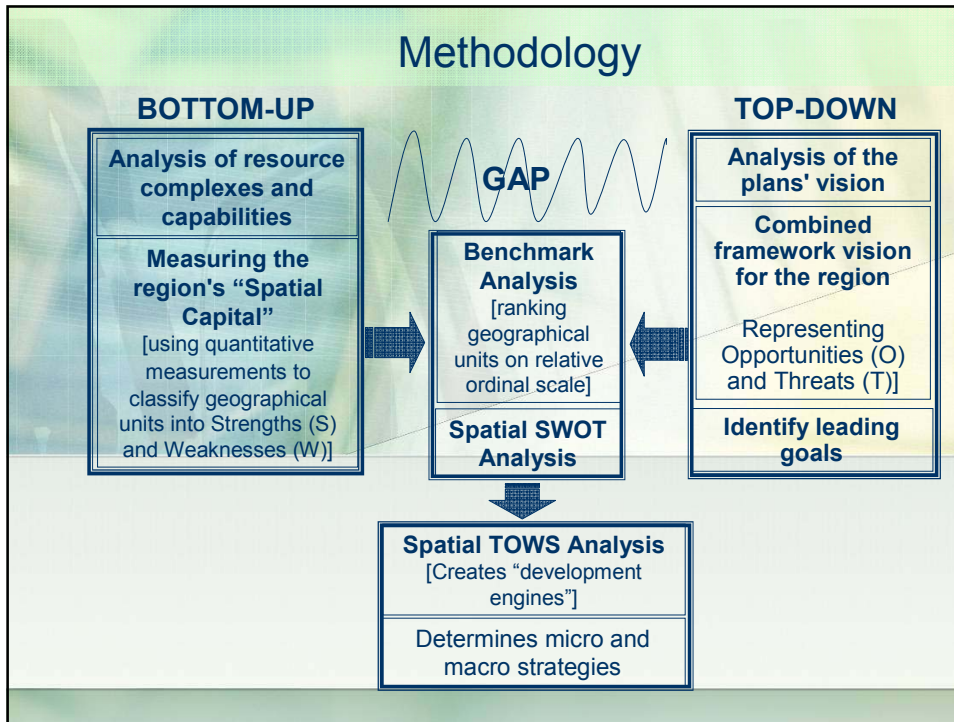 Methodology
BOTTOM-UP
Analysis of resource
complexes and
capabilities
Measuring the
region's “Spatial
Capital”
[using quantitative
measurements to
classify geographical
units into Strengths (S)
and Weaknesses (W)]
GAP
Benchmark
Analysis
[ranking
geographical
units on relative
ordinal scale]
Spatial SWOT
Analysis
TOP-DOWN
Analysis of the
plans' vision
Combined
framework vision
for the region
Representing
Opportunities (O)
and Threats (T)]
Identify leading
goals
Spatial TOWS Analysis
[Creates “development
engines”]
Determines micro and
macro strategies